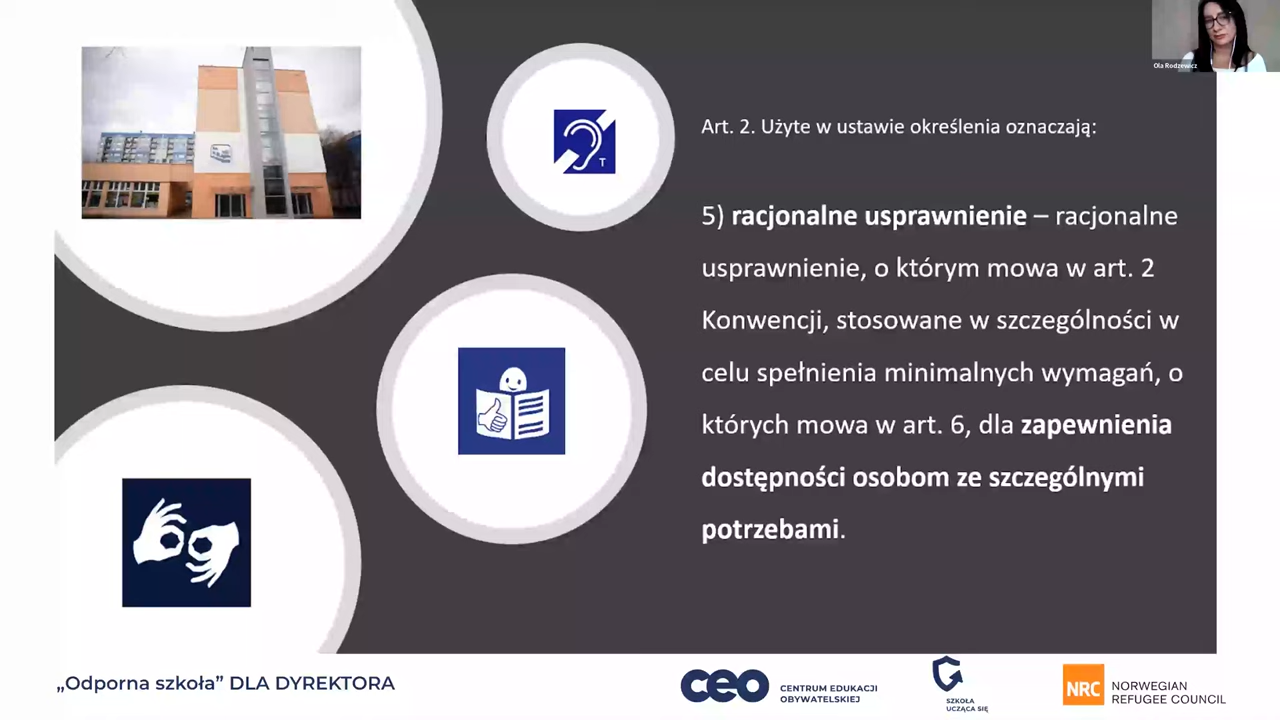 Ola Rodzewicz
Art. 2. Użyte w ustawie określenia oznaczają:
T
5) racjonalne usprawnienie – racjonalne
usprawnienie, o którym mowa w art. 2
Konwencji, stosowane w szczególności w
celu spełnienia minimalnych wymagań, o
których mowa w art. 6, dla zapewnienia
dostępności osobom ze szczególnymi
potrzebami.
„Odporna szkoła” DLA DYREKTORA
ceo
CENTRUM EDUKACJI
OBYWATELSKIEJ
SZKOŁA
UCZĄCA SIĘ
NRC
NORWEGIAN
REFUGEE COUNCIL